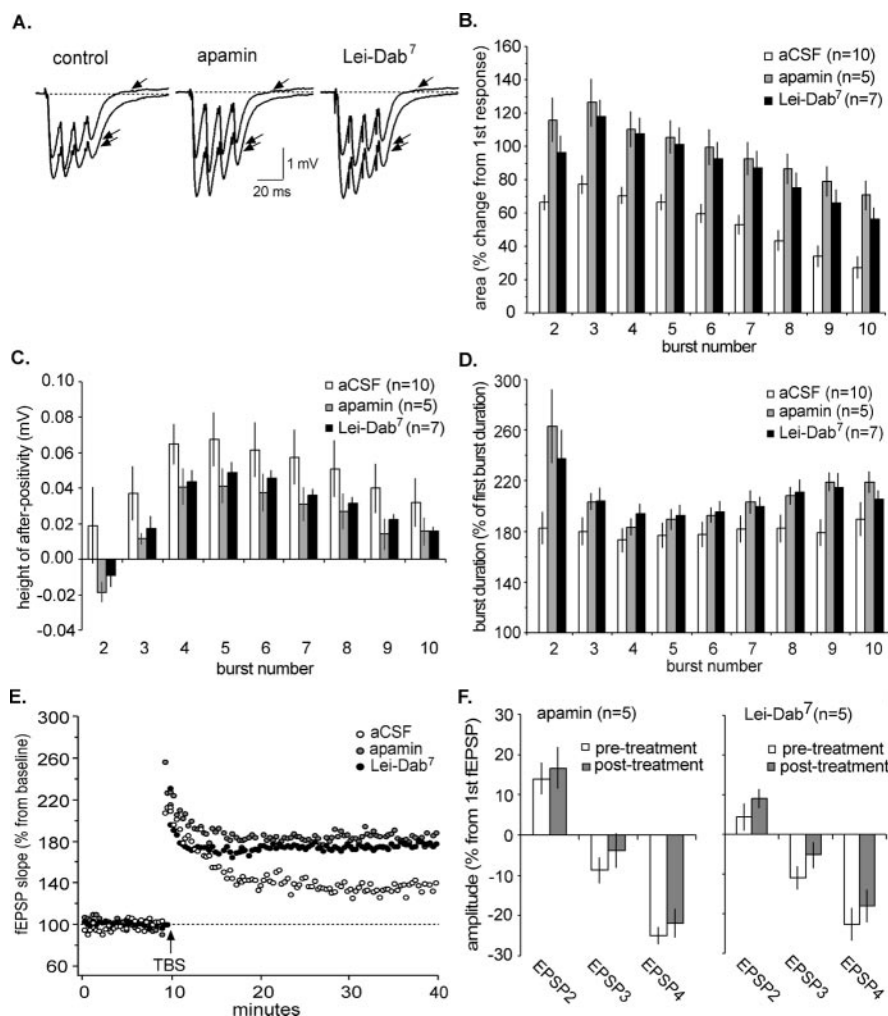 A.
control apamin Lei-Dab7
1 mV
20 ms
B.
160
140
120
100
80
60
40
20
0
area (% change from 1st response)
aCSF (n=10)
apamin (n=5)
Lei-Dab7 (n=7)
2 3 4 5 6 7 8 9 10
burst number
C.
0.10
0.08
0.06
0.04
0.02
0.00
-0.02
-0.04
height of after-positivity (mV)
aCSF (n=10)
apamin (n=5)
Lei-Dab7 (n=7)
2 3 4 5 6 7 8 9 10
burst number
D.
300
260
220
180
140
100
burst duration (% of first burst duration)
aCSF (n=10)
apamin (n=5)
Lei-Dab7 (n=7)
2 3 4 5 6 7 8 9 10
burst number
E.
300
260
220
180
140
100
60
fEPSP slope (% from baseline)
aCSF
apamin
Lei-Dab7
TBS
0 10 20 30 40
minutes
F.
apamin (n=5) Lei-Dab7 (n=5)
30
20
10
0
-10
-20
-30
amplitude (% from 1st fEPSP)
pre-treatment
post-treatment
pre-treatment
post-treatment
EPSP2 EPSP3 EPSP4 EPSP2 EPSP3 EPSP4